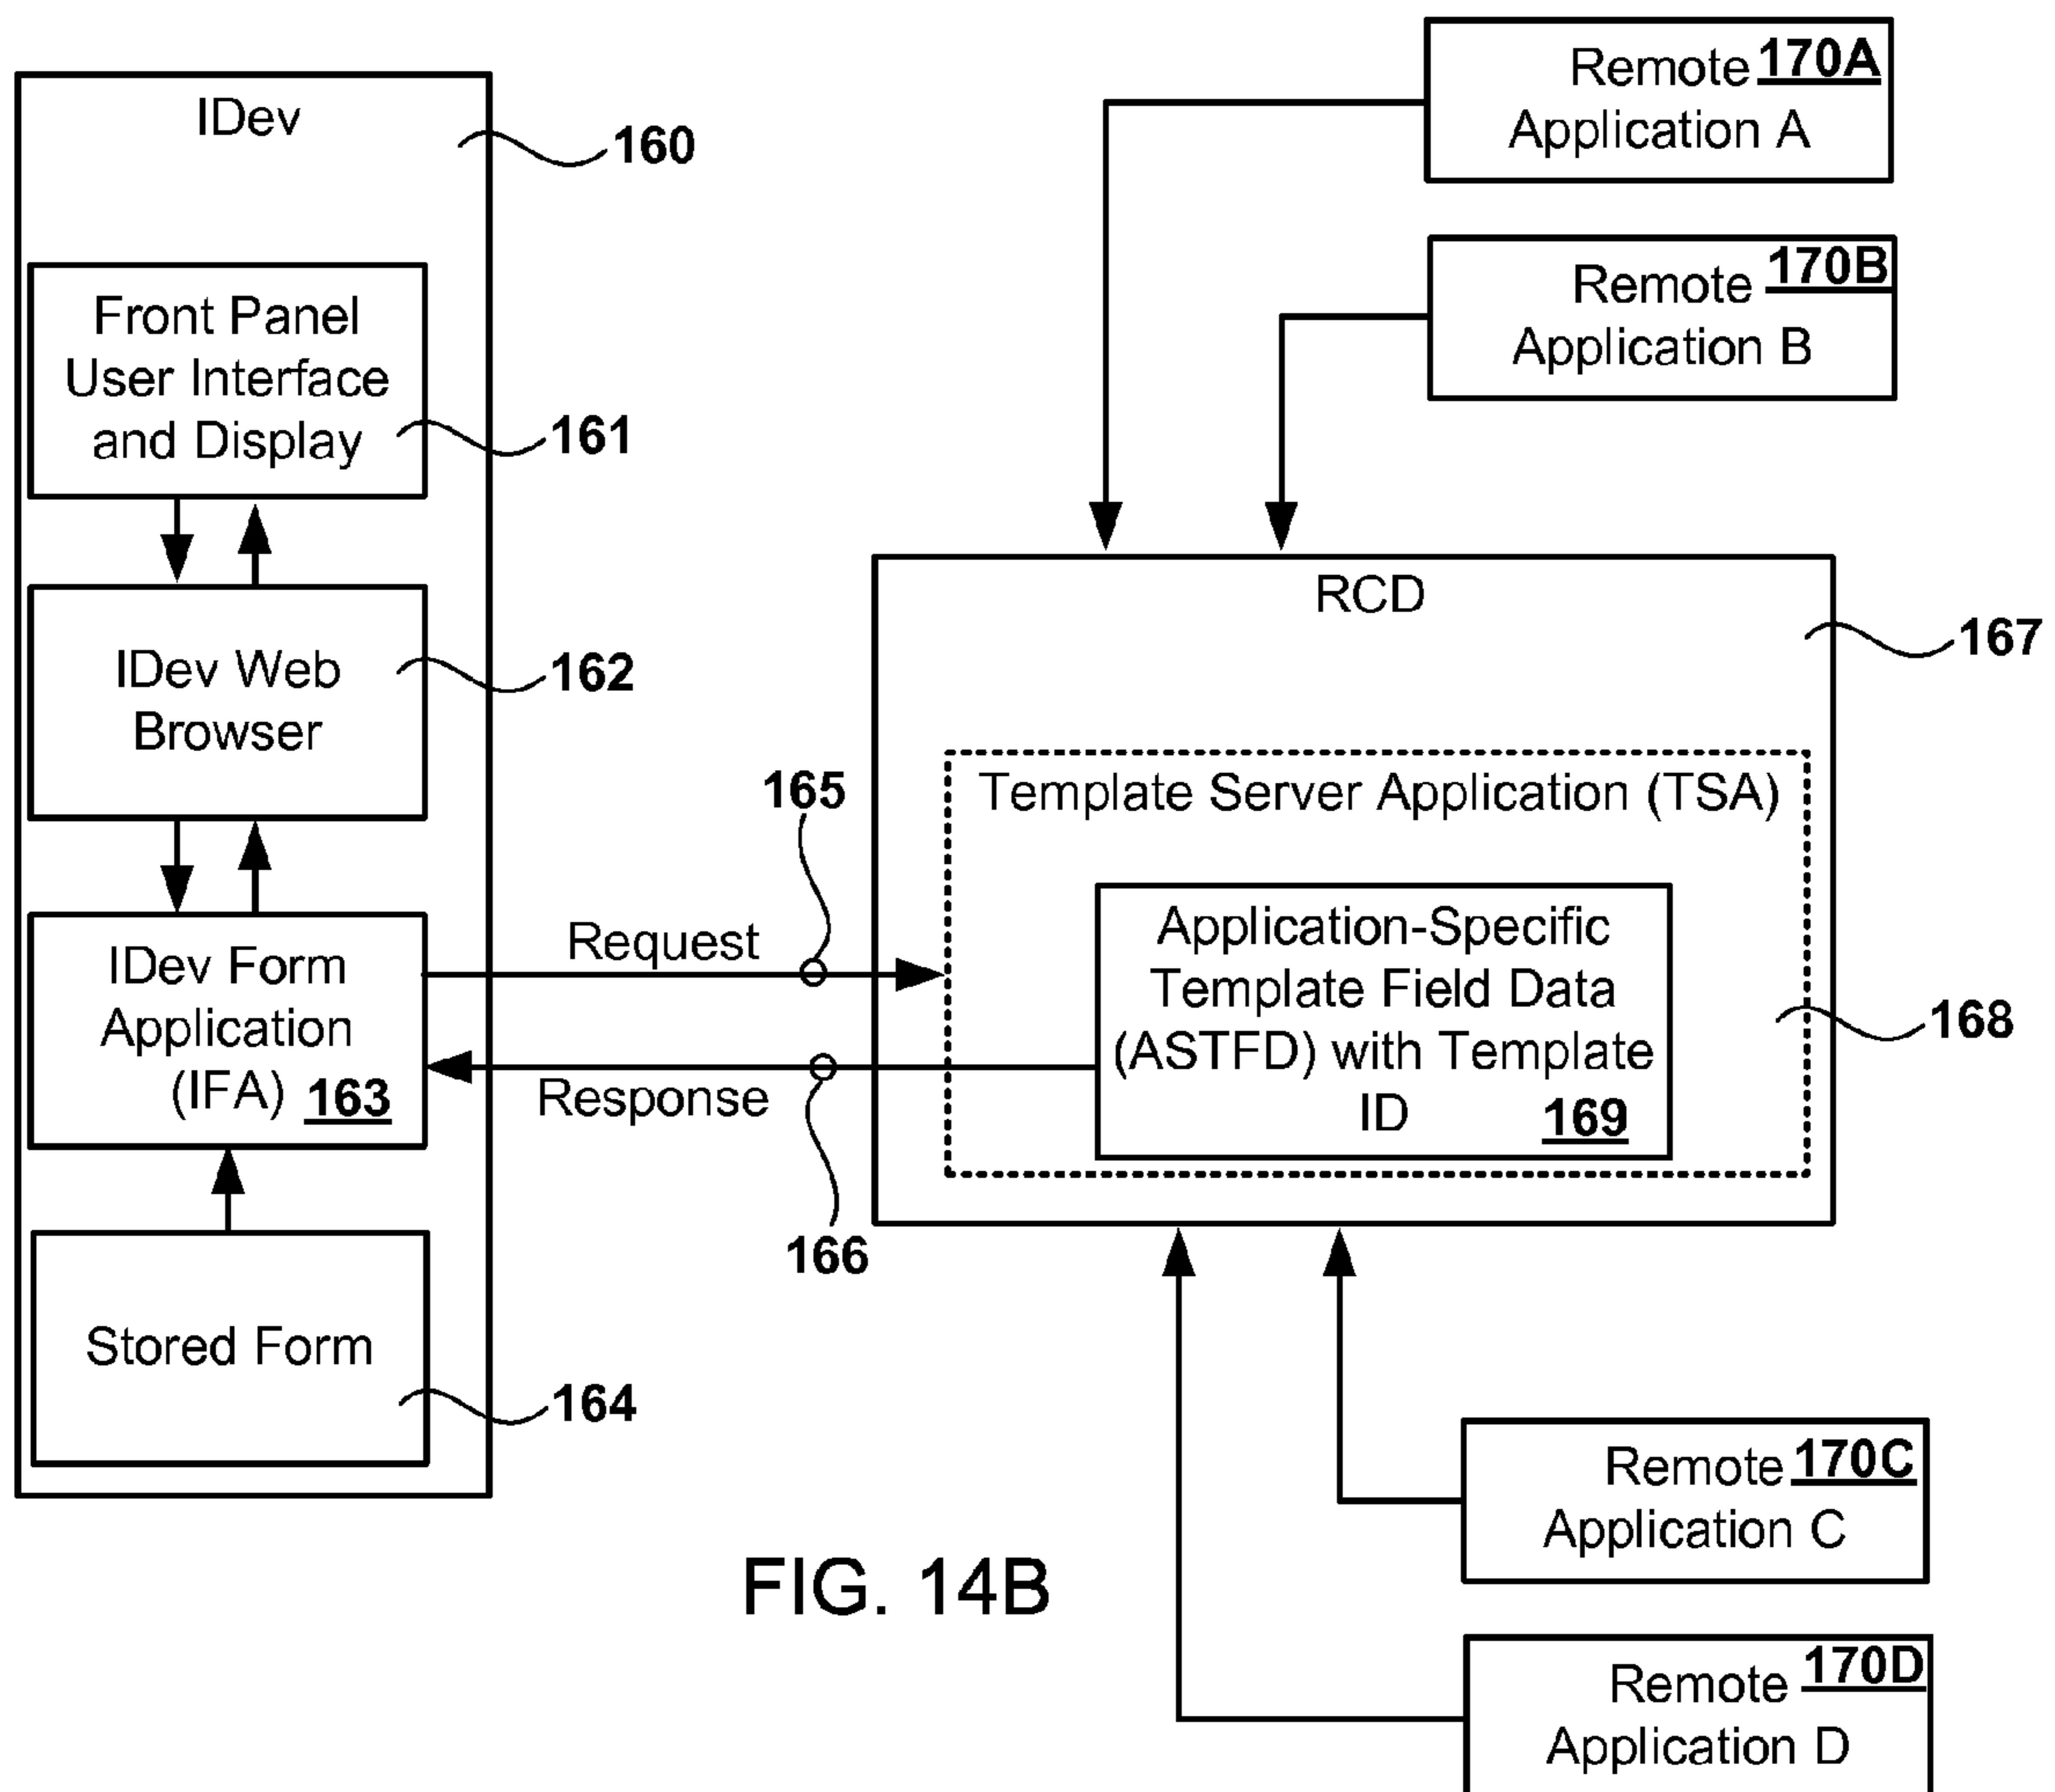 IDev
160
Front Panel
User Interface
and Display
161
IDev Web
Browser
162
IDev Form
Application
(IFA) 163
Stored Form
164
Request
165
Response
166
Remote 170A
Application A
Remote 170B
Application B
RCD
167
Template Server Application (TSA)
168
Application-Specific
Template Field Data
(ASTFD) with Template
ID 169
Remote 170C
Application C
Remote 170D
Application D
FIG. 14B